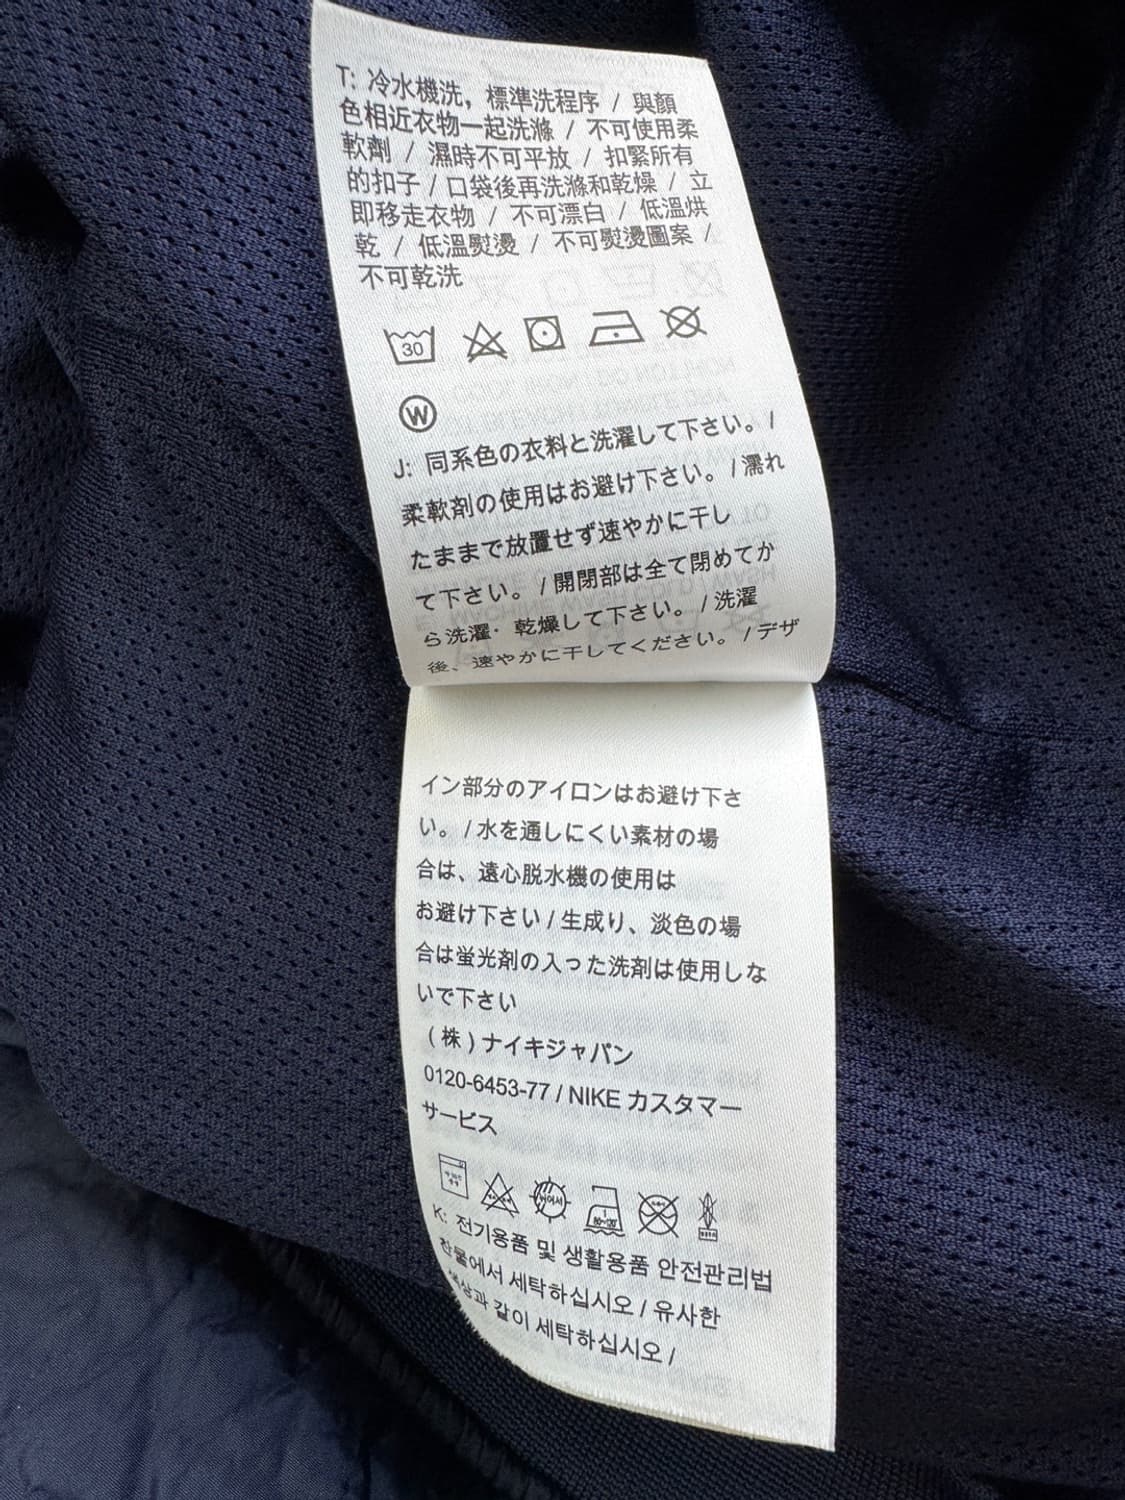 T: 冷水機洗，標準洗程序 / 與顏
色相近衣物一起洗滌 / 不可使用柔
軟劑 / 濕時不可平放 / 扣緊所有
的扣子 / 口袋後再洗滌和乾燥 / 立
即移走衣物 / 不可漂白 / 低溫烘
乾 / 低溫熨燙 / 不可熨燙圖案 /
不可乾洗
30
W
J: 同系色の衣料と洗濯して下さい。/
柔軟剤の使用はお避け下さい。/ 濡れ
たままで放置せず速やかに干し
て下さい。/ 開閉部は全て閉めてか
ら洗濯・乾燥して下さい。/ 洗濯
後、速やかに干してください。/ デザ
イン部分のアイロンはお避け下さ
い。/ 水を通しにくい素材の場
合は、遠心脱水機の使用は
お避け下さい / 生成り、淡色の場
合は蛍光剤の入った洗剤は使用しな
いで下さい
(株) ナイキジャパン
0120-6453-77 / NIKE カスタマー
サービス
K: 전기용품 및 생활용품 안전관리법
찬물에서 세탁하십시오 / 유사한
색상과 같이 세탁하십시오 /